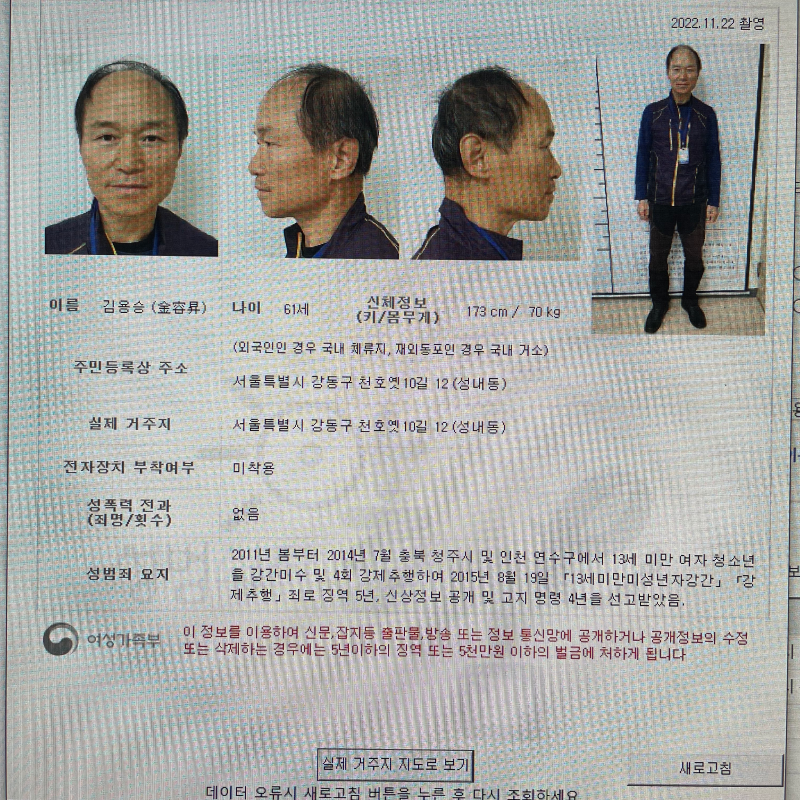 2022.11.22 촬영
이름 김용승 (金容昇) 나이 61세 신체정보 (키/몸무게) 173 cm / 70 kg
주민등록상 주소 (외국인인 경우 국내 체류지, 재외동포인 경우 국내 거소)
서울특별시 강동구 천호옛10길 12 (성내동)
실제 거주지 서울특별시 강동구 천호옛10길 12 (성내동)
전자장치 부착여부 미착용
성폭력 전과
(죄명/횟수) 없음
성범죄 요지
2011년 봄부터 2014년 7월 충북 청주시 및 인천 연수구에서 13세 미만 여자 청소년
을 강간미수 및 4회 강제추행하여 2015년 8월 19일 「13세미만미성년자강간」「강
제추행」죄로 징역 5년, 신상정보 공개 및 고지 명령 4년을 선고받았음.
여성가족부
이 정보를 이용하여 신문,잡지등 출판물,방송 또는 정보 통신망에 공개하거나 공개정보의 수정
또는 삭제하는 경우에는 5년이하의 징역 또는 5천만원 이하의 벌금에 처하게 됩니다
실제 거주지 지도로 보기
새로고침
데이터 오류시 새로고침 버튼을 누른 후 다시 조회하세요